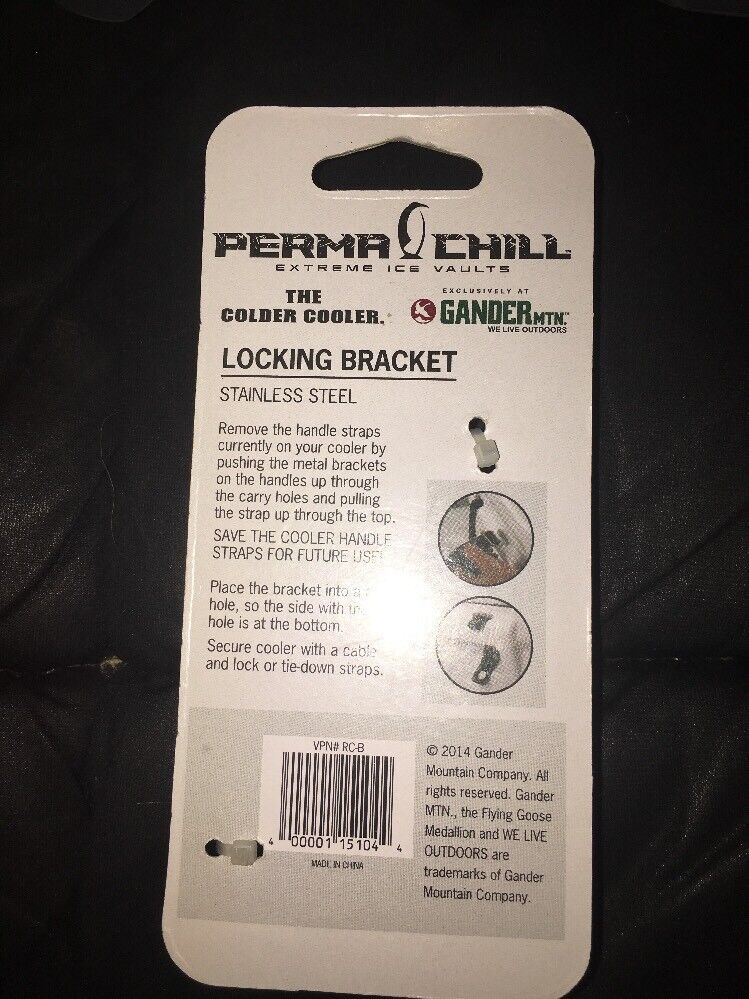 PERMA CHILL
EXTREME ICE VAULTS
THE
COLDER COOLER.
EXCLUSIVELY AT
GANDER MTN.™
WE LIVE OUTDOORS
LOCKING BRACKET
STAINLESS STEEL
Remove the handle straps
currently on your cooler by
pushing the metal brackets
on the handles up through
the carry holes and pulling
the strap up through the top.
SAVE THE COOLER HANDLE
STRAPS FOR FUTURE USE!
Place the bracket into a
hole, so the side with the
hole is at the bottom.
Secure cooler with a cable
and lock or tie-down straps.
VPN# RC-B
4 00001 15104 4
MADE IN CHINA
© 2014 Gander
Mountain Company. All
rights reserved. Gander
MTN., the Flying Goose
Medallion and WE LIVE
OUTDOORS are
trademarks of Gander
Mountain Company.